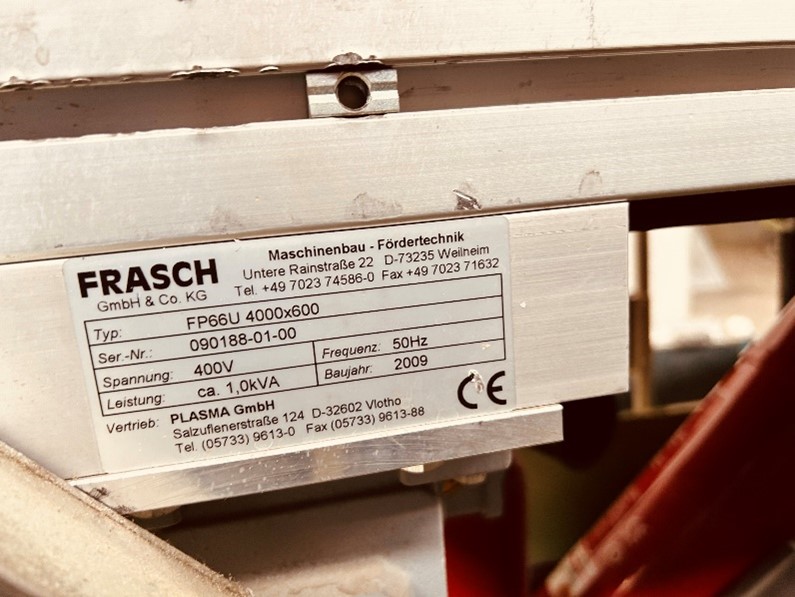 FRASCH
GmbH & Co. KG
Maschinenbau - Fördertechnik
Untere Rainstraße 22 D-73235 Weilheim
Tel. +49 7023 74586-0 Fax +49 7023 71632
Typ: FP66U 4000x600
Ser.-Nr.: 090188-01-00
Spannung: 400V Frequenz: 50Hz
Leistung: ca. 1,0kVA Baujahr: 2009
Vertrieb: PLASMA GmbH
Salzuflenerstraße 124 D-32602 Vlotho
Tel. (05733) 9613-0 Fax (05733) 9613-88
CE